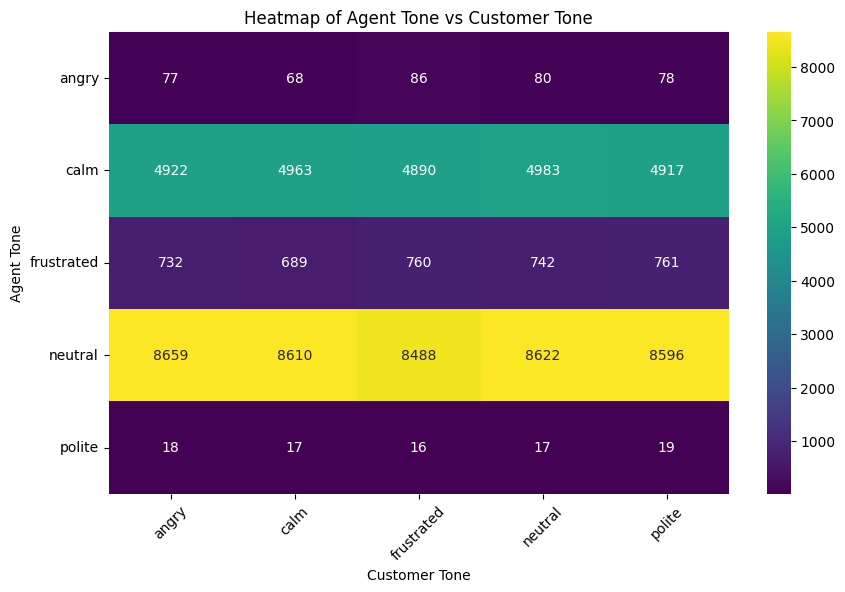 Heatmap of Agent Tone vs Customer Tone
angry 77 68 86 80 78
calm 4922 4963 4890 4983 4917
frustrated 732 689 760 742 761
neutral 8659 8610 8488 8622 8596
polite 18 17 16 17 19
angry calm frustrated neutral polite
Customer Tone
Agent Tone
8000
7000
6000
5000
4000
3000
2000
1000